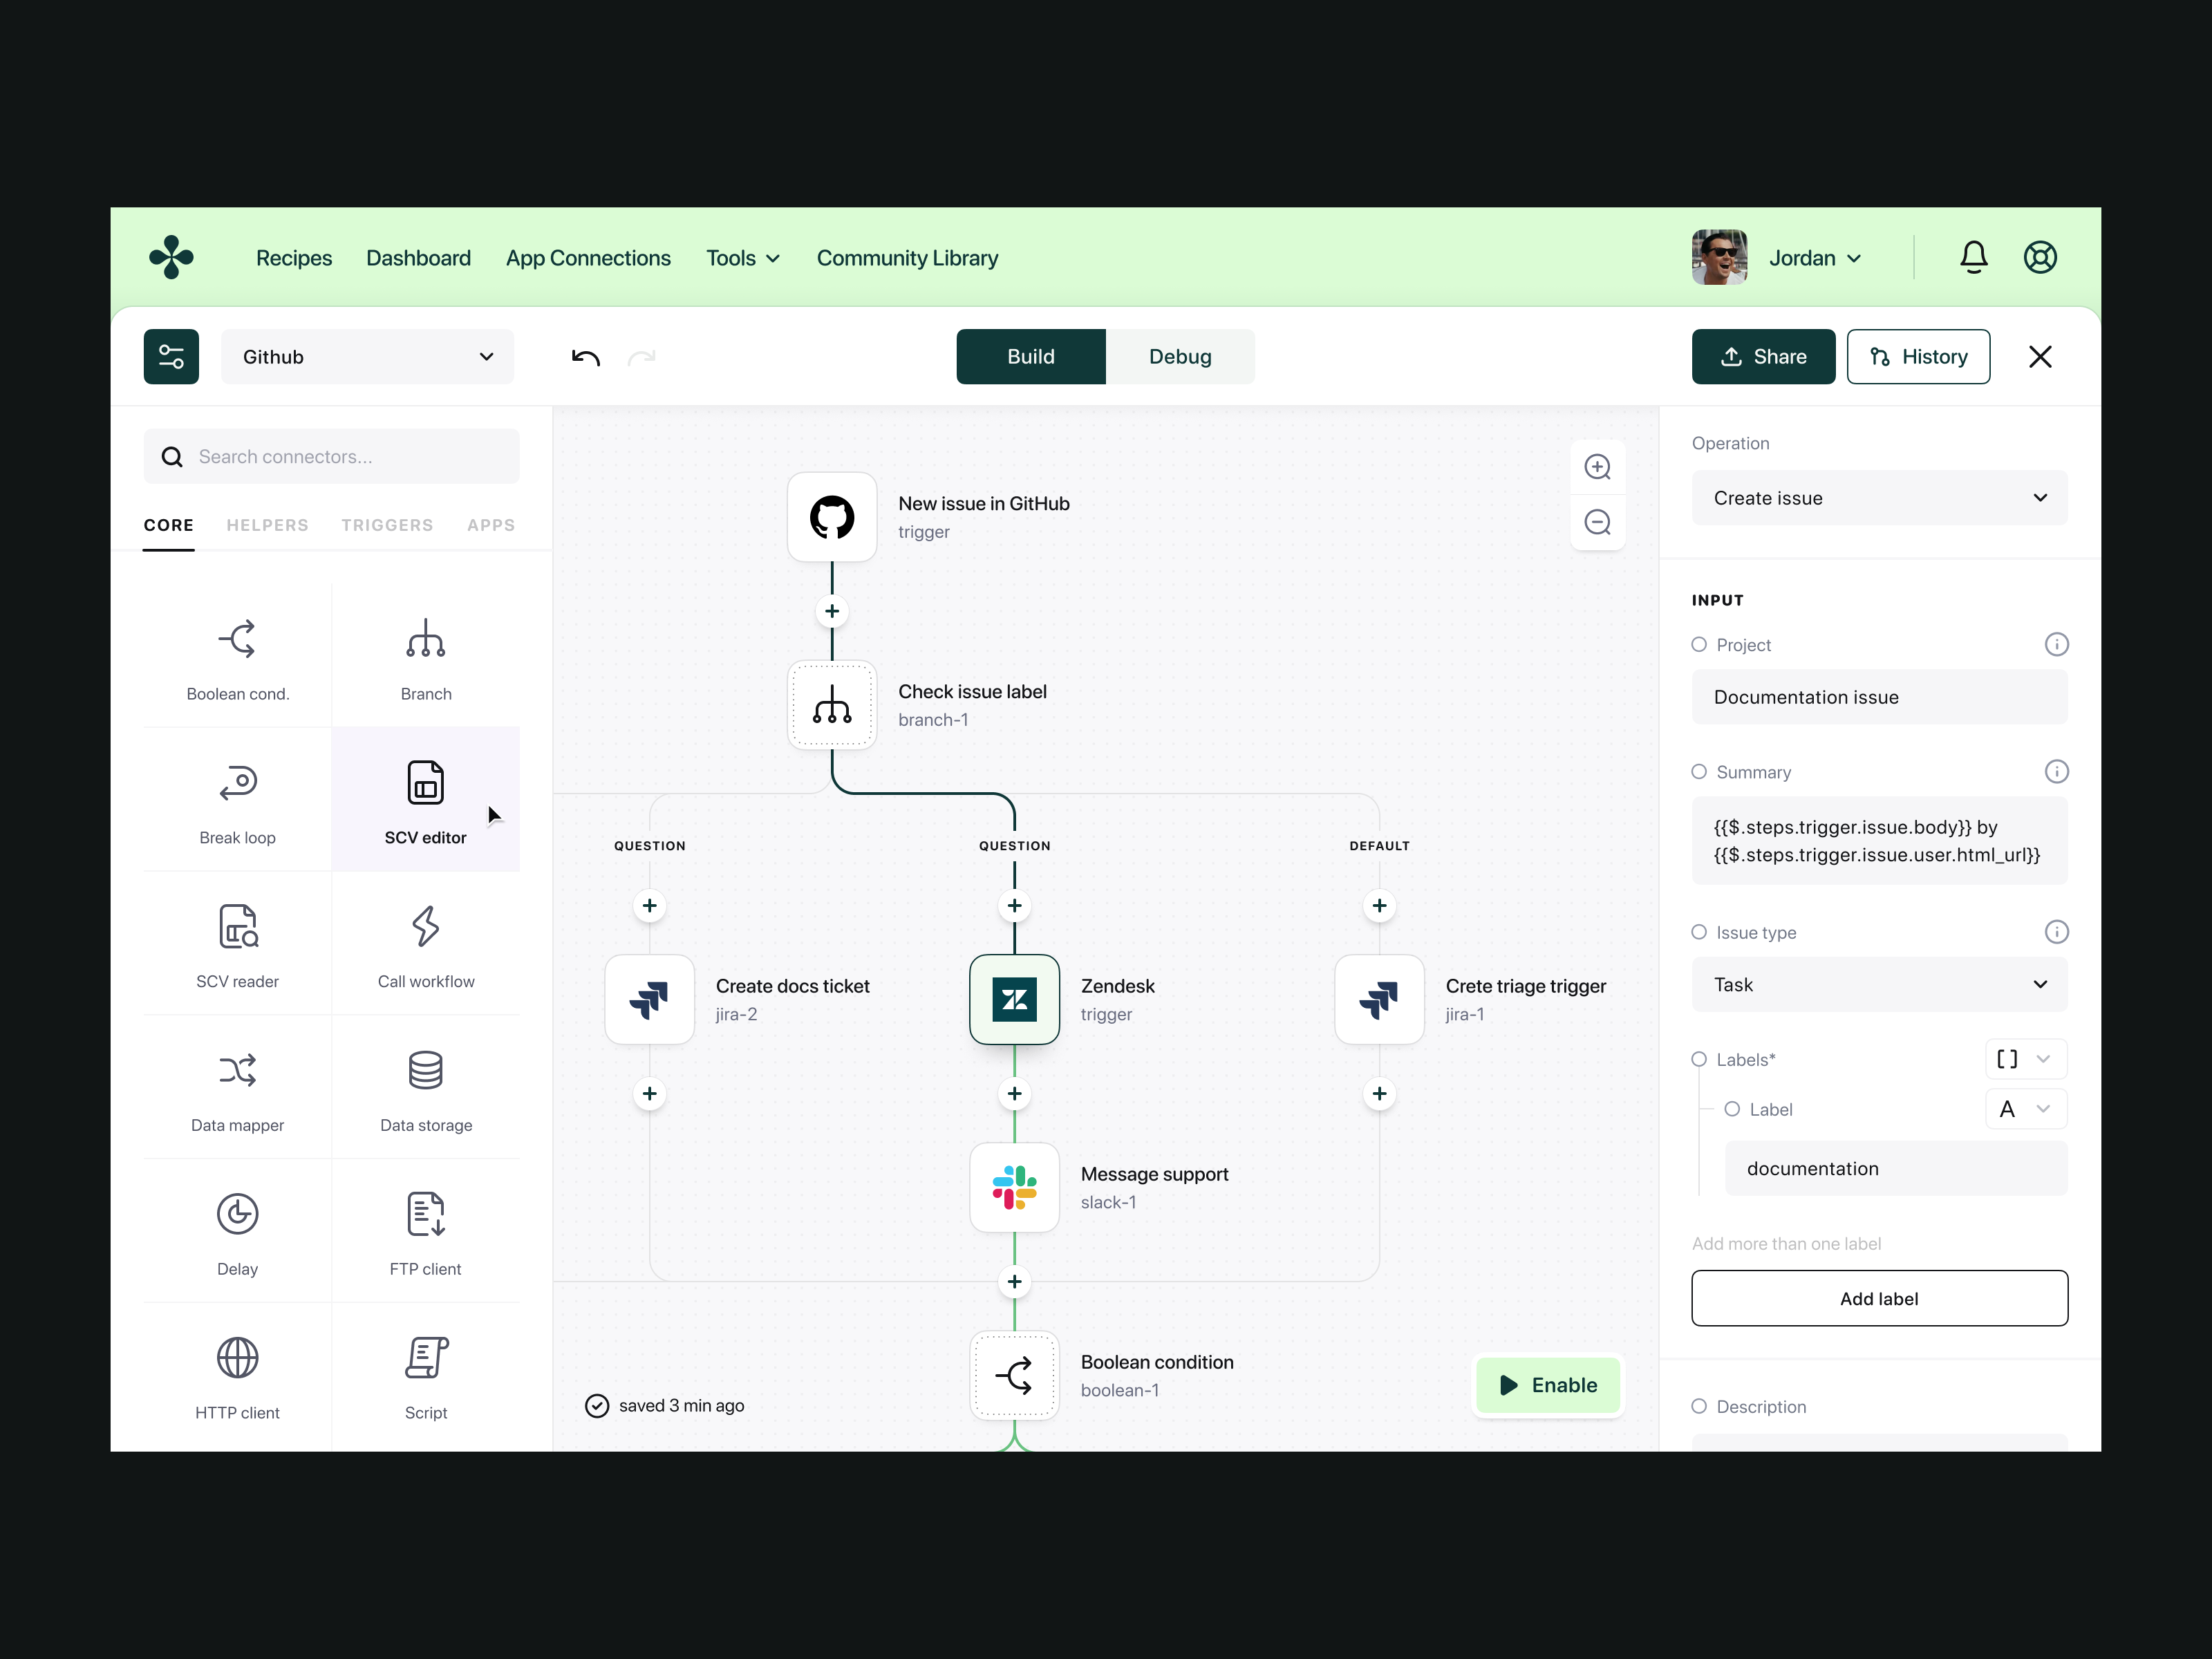 Recipes
Dashboard
App Connections
Tools
Community Library
Jordan
Github
Build
Debug
Share
History
Search connectors...
CORE
HELPERS
TRIGGERS
APPS
Boolean cond.
Branch
Break loop
SCV editor
SCV reader
Call workflow
Data mapper
Data storage
Delay
FTP client
HTTP client
Script
New issue in GitHub
trigger
Check issue label
branch-1
QUESTION
QUESTION
DEFAULT
Create docs ticket
jira-2
Zendesk
trigger
Crete triage trigger
jira-1
Message support
slack-1
Boolean condition
boolean-1
saved 3 min ago
Enable
Operation
Create issue
INPUT
Project
Documentation issue
Summary
{{$.steps.trigger.issue.body}} by
{{$.steps.trigger.issue.user.html_url}}
Issue type
Task
Labels*
[]
Label
A
documentation
Add more than one label
Add label
Description